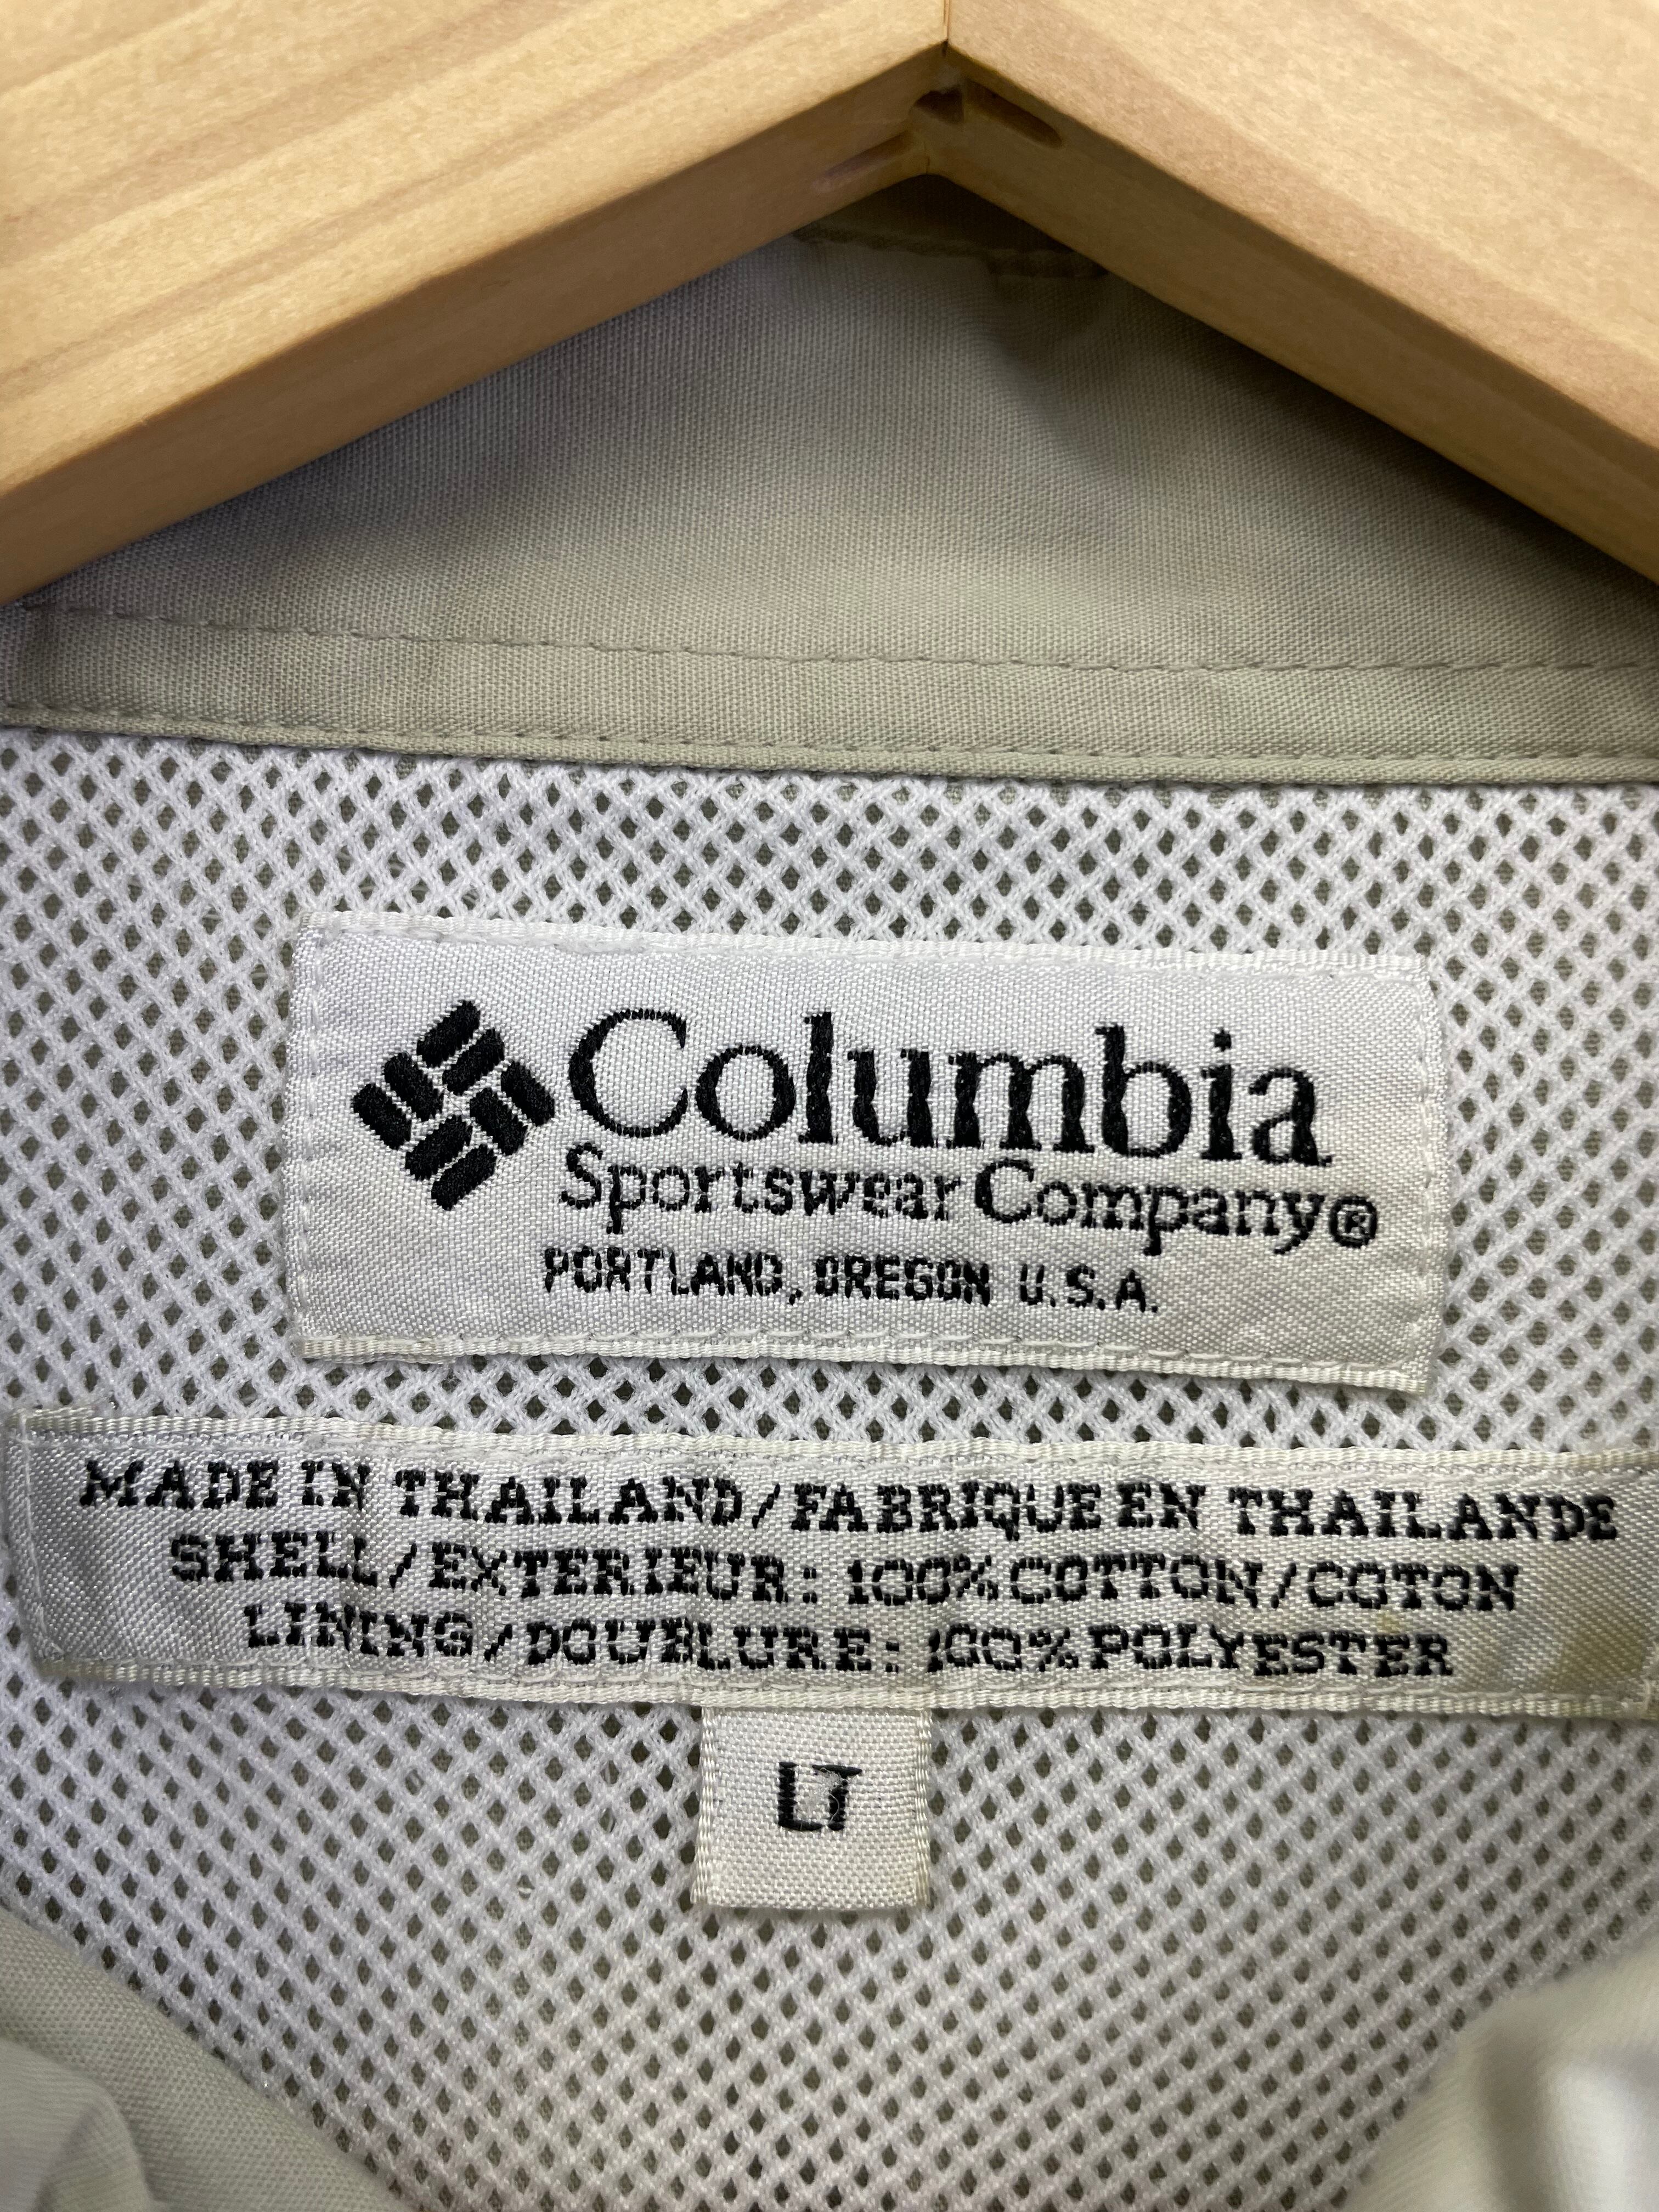 Columbia
Sportswear Company®
PORTLAND, OREGON U.S.A.
MADE IN THAILAND/FABRIQUE EN THAILANDE
SHELL/EXTERIEUR: 100% COTTON/COTON
LINING/DOUBLURE: 100% POLYESTER
LT